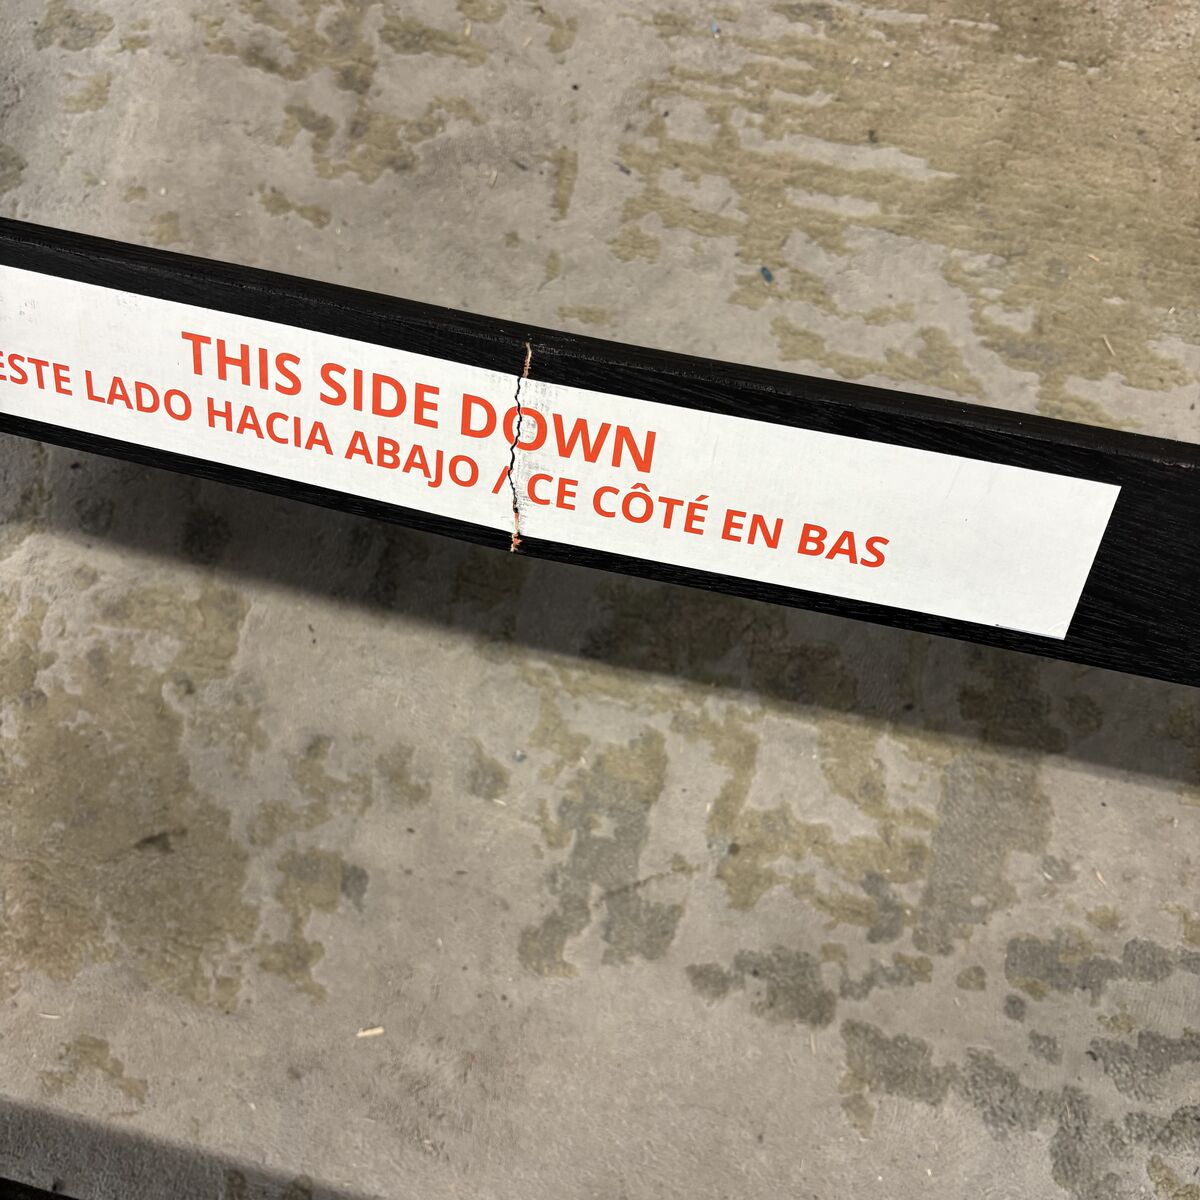 THIS SIDE DOWN
ESTE LADO HACIA ABAJO / CE CÔTÉ EN BAS